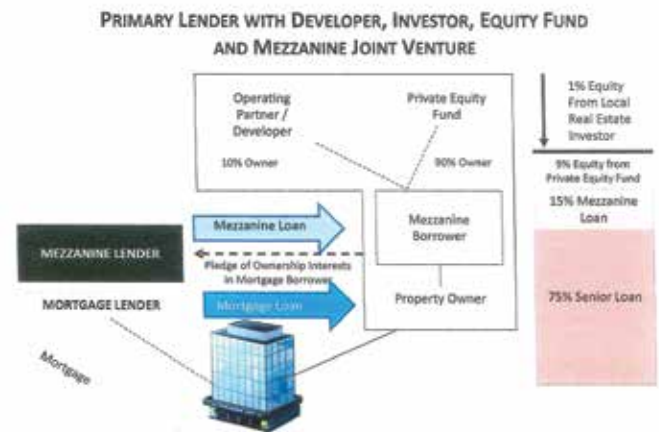 PRIMARY LENDER WITH DEVELOPER, INVESTOR, EQUITY FUND
AND MEZZANINE JOINT VENTURE
Operating
Partner /
Developer
Private Equity
Fund
10% Owner
90% Owner
1% Equity
From Local
Real Estate
Investor
9% Equity from
Private Equity Fund
15% Mezzanine
Loan
75% Senior Loan
Mezzanine
Borrower
Property Owner
MEZZANINE LENDER
Mezzanine Loan
Pledge of Ownership Interests
in Mortgage Borrower
MORTGAGE LENDER
Mortgage Loan
Mortgage